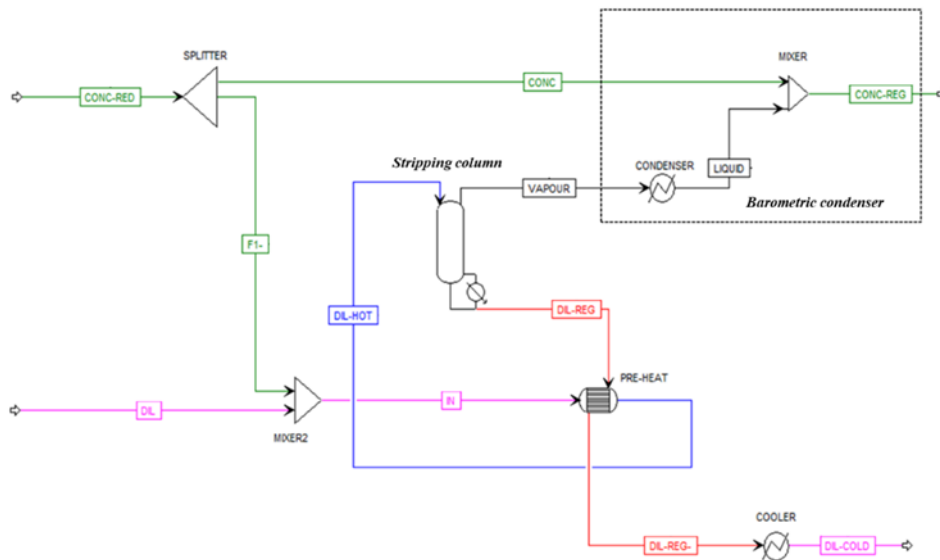 SPLITTER
MIXER
CONC-RED
CONC
CONC-REG
Stripping column
CONDENSER
VAPOUR
LIQUID
Barometric condenser
F1-
DIL-HOT
DIL-REG
PRE-HEAT
DIL
IN
MIXER2
COOLER
DIL-REG-
DIL-COLD